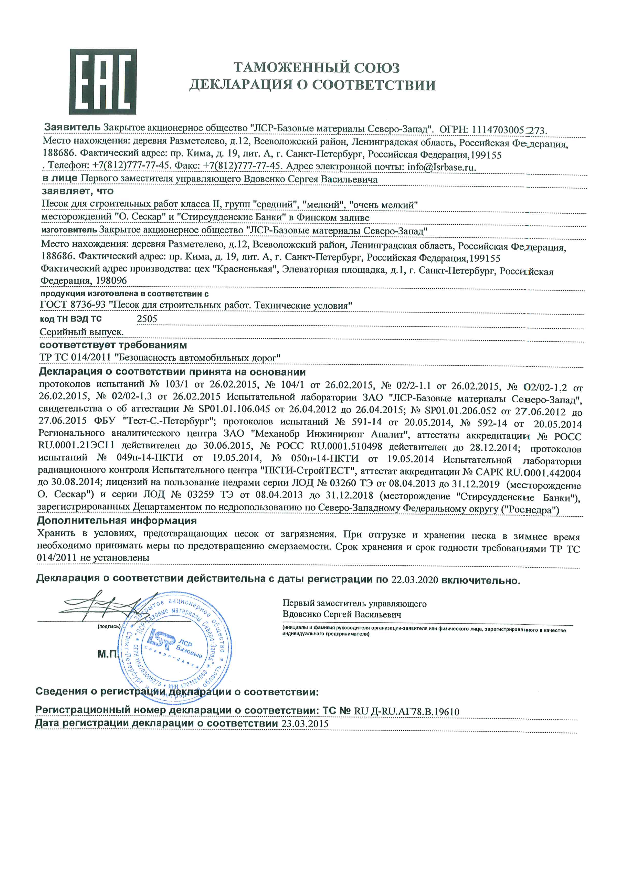 ЕАС
ТАМОЖЕННЫЙ СОЮЗ
ДЕКЛАРАЦИЯ О СООТВЕТСТВИИ
Заявитель Закрытое акционерное общество "ЛСР-Базовые материалы Северо-Запад". ОГРН: 1114703005273.
Место нахождения: деревня Разметелево, д.12, Всеволожский район, Ленинградская область, Российская Федерация,
188686. Фактический адрес: пр. Кима, д. 19, лит. А, г. Санкт-Петербург, Российская Федерация,199155
. Телефон: +7(812)777-77-45. Факс: +7(812)777-77-45. Адрес электронной почты: info@lsrbase.ru.
в лице Первого заместителя управляющего Вдовенко Сергея Васильевича
заявляет, что
Песок для строительных работ класса II, групп "средний", "мелкий", "очень мелкий"
месторождений "О. Сескар" и "Стирсудденские Банки" в Финском заливе
изготовитель Закрытое акционерное общество "ЛСР-Базовые материалы Северо-Запад"
Место нахождения: деревня Разметелево, д.12, Всеволожский район, Ленинградская область, Российская Федерация,
188686. Фактический адрес: пр. Кима, д. 19, лит. А, г. Санкт-Петербург, Российская Федерация,199155
Фактический адрес производства: цех "Красненькая", Элеваторная площадка, д.1, г. Санкт-Петербург, Российская
Федерация, 198096
продукция изготовлена в соответствии с
ГОСТ 8736-93 "Песок для строительных работ. Технические условия"
код ТН ВЭД ТС 2505
Серийный выпуск.
соответствует требованиям
ТР ТС 014/2011 "Безопасность автомобильных дорог"
Декларация о соответствии принята на основании
протоколов испытаний № 103/1 от 26.02.2015, № 104/1 от 26.02.2015, № 02/2-1.1 от 26.02.2015, № О2/02-1.2 от
26.02.2015, № 02/02-1.3 от 26.02.2015 Испытательной лаборатории ЗАО "ЛСР-Базовые материалы Северо-Запад",
свидетельства о об аттестации № SP01.01.106.045 от 26.04.2012 до 26.04.2015; № SP01.01.206.052 от 27.06.2012 до
27.06.2015 ФБУ "Тест-С.-Петербург"; протоколов испытаний № 591-14 от 20.05.2014, № 592-14 от 20.05.2014
Регионального аналитического центра ЗАО "Механобр Инжиниринг Аналит", аттестаты аккредитации № РОСС
RU.0001.21ЭС11 действителен до 30.06.2015, № РОСС RU.0001.510498 действителен до 28.12.2014; протоколов
испытаний № 049п-14-ПКТИ от 19.05.2014, № 050п-14-ПКТИ от 19.05.2014 Испытательной лаборатории
радиационного контроля Испытательного центра "ПКТИ-СтройТЕСТ", аттестат аккредитации № САРК RU.0001.442004
до 30.08.2014; лицензий на пользование недрами серии ЛОД № 03260 ТЭ от 08.04.2013 до 31.12.2019 (месторождение
О. Сескар") и серии ЛОД № 03259 ТЭ от 08.04.2013 до 31.12.2018 (месторождение "Стирсудденские Банки"),
зарегистрированных Департаментом по недропользованию по Северо-Западному Федеральному округу ("Роснедра")
Дополнительная информация
Хранить в условиях, предотвращающих песок от загрязнения. При отгрузке и хранении песка в зимнее время
необходимо принимать меры по предотвращению смерзаемости. Срок хранения и срок годности требованиями ТР ТС
014/2011 не установлены
Декларация о соответствии действительна с даты регистрации по 22.03.2020 включительно.
Первый заместитель управляющего
Вдовенко Сергей Васильевич
(подпись)
(инициалы и фамилия руководителя организации-заявителя или физического лица, зарегистрированного в качестве
индивидуального предпринимателя)
М.П.
ЛСР
Базовые
Сведения о регистрации декларации о соответствии:
Регистрационный номер декларации о соответствии: ТС № RU Д-RU.АГ78.В.19610
Дата регистрации декларации о соответствии 23.03.2015